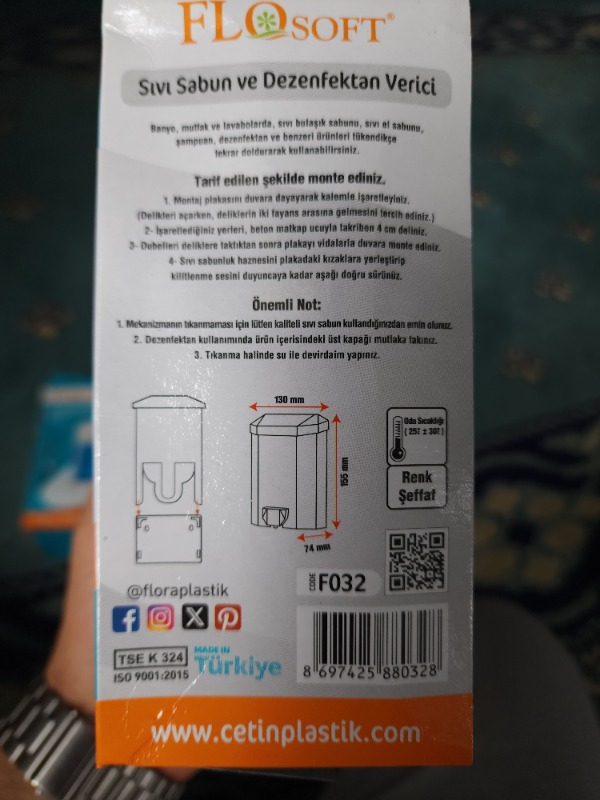 FLOSOFT®
Sıvı Sabun ve Dezenfektan Verici
Banyo, mutfak ve lavabolarda, sıvı bulaşık sabunu, sıvı el sabunu,
şampuan, dezenfektan ve benzeri ürünleri tükendikçe
tekrar doldurarak kullanabilirsiniz.
Tarif edilen şekilde monte ediniz.
1. Montaj plakasını duvara dayayarak kalemle işaretleyiniz.
(Delikleri açarken, deliklerin iki fayans arasına gelmesini tercih ediniz.)
2- İşaretlediğiniz yerleri, beton matkap ucuyla takriben 4 cm deliniz.
3- Dubelleri deliklere taktıktan sonra plakayı vidalarla duvara monte ediniz.
4- Sıvı sabunluk haznesini plakadaki kızaklara yerleştirip
kilitlenme sesini duyuncaya kadar aşağı doğru sürünüz.
Önemli Not:
1. Mekanizmanın tıkanmaması için lütfen kaliteli sıvı sabun kullandığınızdan emin olunuz.
2. Dezenfektan kullanımında ürün içerisindeki üst kapağı mutlaka takınız.
3. Tıkanma halinde su ile devirdaim yapınız.
130 mm
155 mm
74 mm
Oda Sıcaklığı
(25° ± 30°)
Renk
Şeffaf
@floraplastik
CODE F032
TSE K 324
ISO 9001:2015
MADE IN
Türkiye
8 697425 880328
www.cetinplastik.com